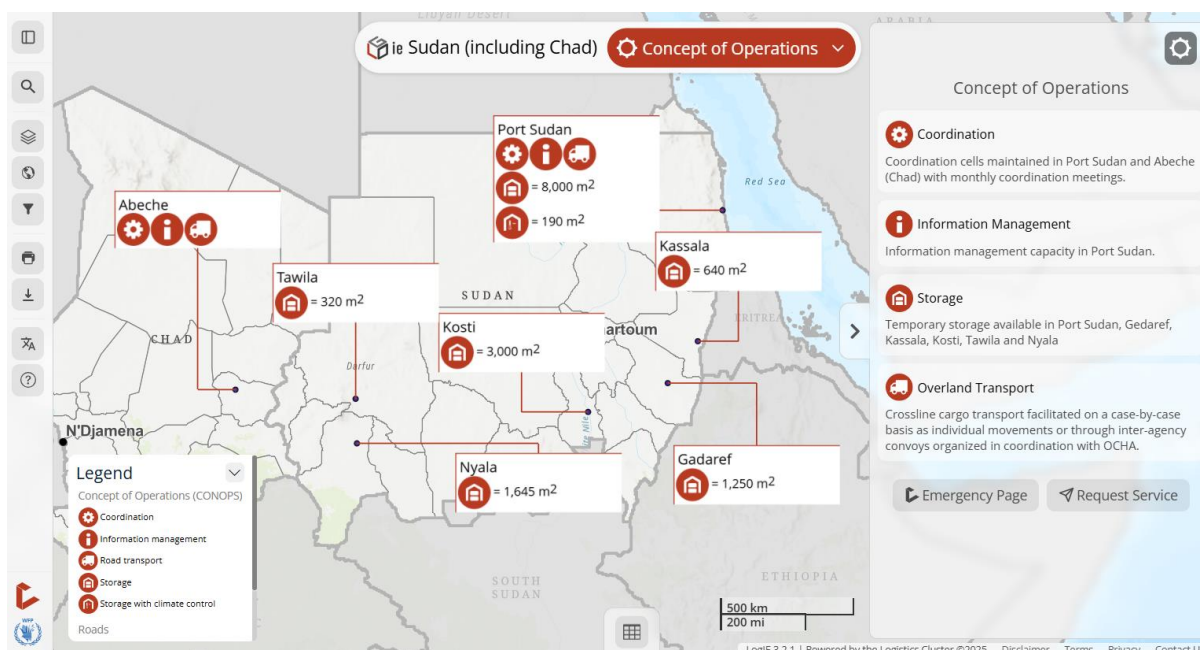 Libyan Desert
ARABIA
ie Sudan (including Chad)
Concept of Operations
Port Sudan
= 8,000 m2
= 190 m2
Red Sea
Abeche
Kassala
= 640 m2
Tawila
= 320 m2
SUDAN
Kosti
= 3,000 m2
artoum
ERITREA
CHAD
Darfur
N'Djamena
Nile
Nyala
= 1,645 m2
Gadaref
= 1,250 m2
SOUTH
SUDAN
ETHIOPIA
500 km
200 mi
Legend
Concept of Operations (CONOPS)
Coordination
Information management
Road transport
Storage
Storage with climate control
Roads
WFP
Concept of Operations
Coordination
Coordination cells maintained in Port Sudan and Abeche
(Chad) with monthly coordination meetings.
Information Management
Information management capacity in Port Sudan.
Storage
Temporary storage available in Port Sudan, Gedaref,
Kassala, Kosti, Tawila and Nyala
Overland Transport
Crossline cargo transport facilitated on a case-by-case
basis as individual movements or through inter-agency
convoys organized in coordination with OCHA.
Emergency Page
Request Service
LogIE 3.2.1 | Powered by the Logistics Cluster ©2025 Disclaimer Terms Privacy Contact U